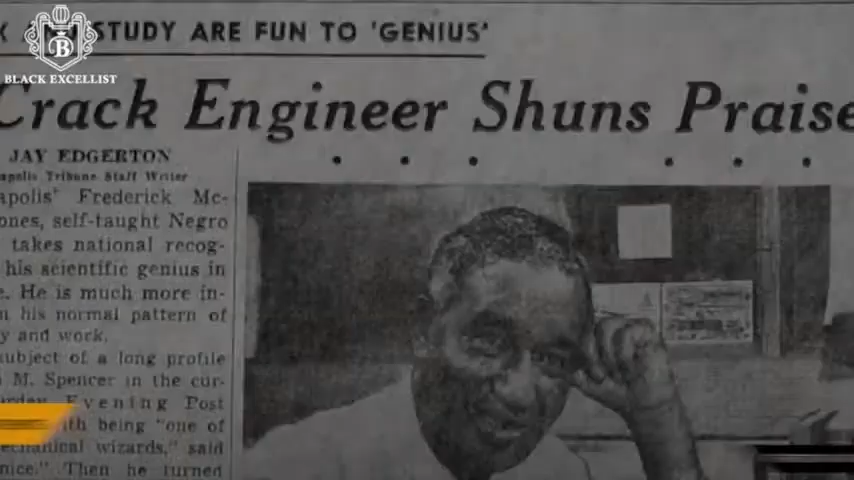 STUDY ARE FUN TO 'GENIUS'
B
BLACK EXCELLIST
Crack Engineer Shuns Praise
JAY EDGERTON
apolis Tribune Staff Writer
apolis' Frederick Mc-
ones, self-taught Negro
takes national recog-
his scientific genius in
e. He is much more in-
n his normal pattern of
y and work.
subject of a long profile
M. Spencer in the cur-
Evening Post
ith being "one of
mechanical wizards," said
nice." Then he turned